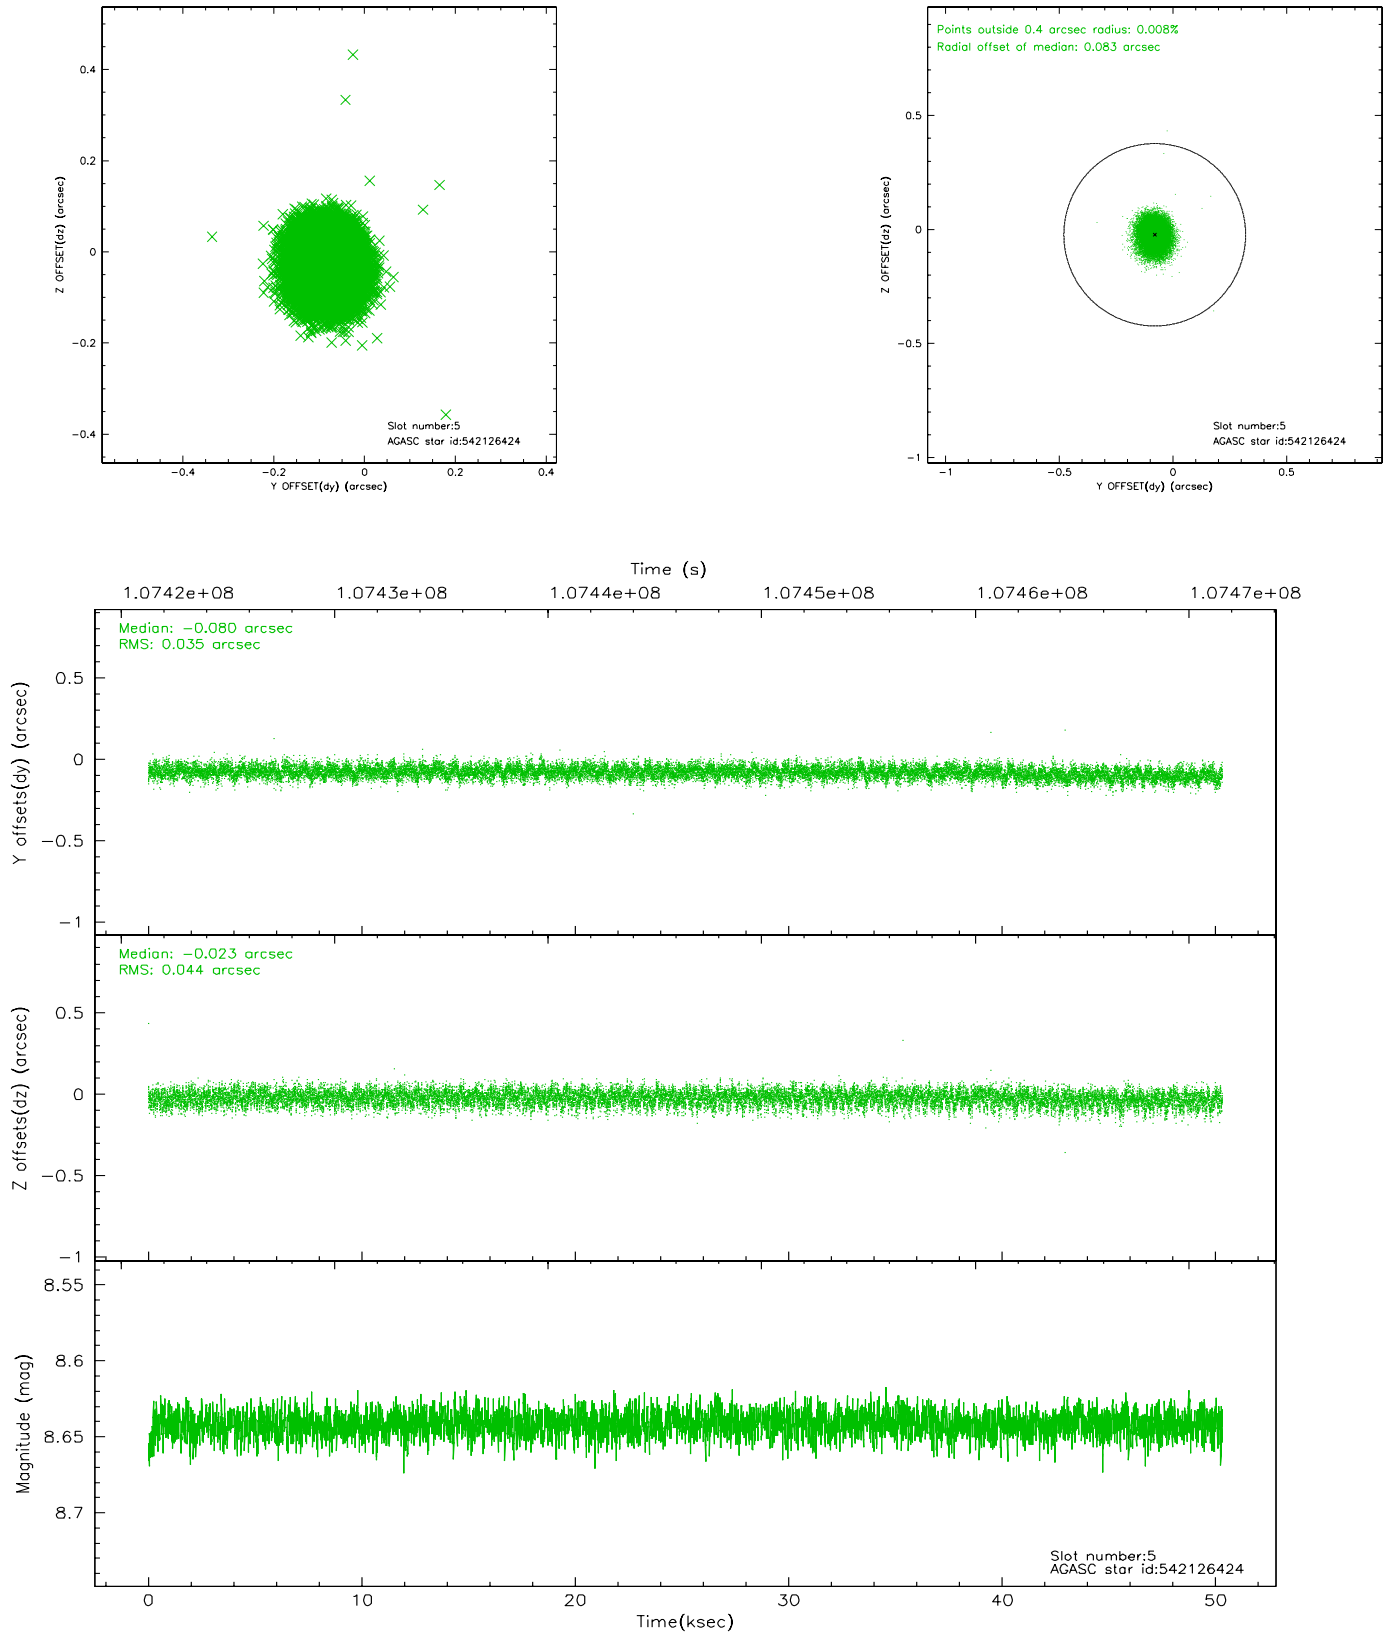 0.4
0.2
0
-0.2
-0.4
Z OFFSET(dz) (arcsec)
Slot number:5
AGASC star id:542126424
-0.4 -0.2 0 0.2 0.4
Y OFFSET(dy) (arcsec)
Points outside 0.4 arcsec radius: 0.008%
Radial offset of median: 0.083 arcsec
0.5
0
-0.5
-1
Z OFFSET(dz) (arcsec)
Slot number:5
AGASC star id:542126424
-1 -0.5 0 0.5
Y OFFSET(dy) (arcsec)
Time (s)
1.0742e+08 1.0743e+08 1.0744e+08 1.0745e+08 1.0746e+08 1.0747e+08
Median: -0.080 arcsec
RMS: 0.035 arcsec
0.5
0
-0.5
-1
Y offsets(dy) (arcsec)
Median: -0.023 arcsec
RMS: 0.044 arcsec
0.5
0
-0.5
-1
Z offsets(dz) (arcsec)
8.55
8.6
8.65
8.7
Magnitude (mag)
Slot number:5
AGASC star id:542126424
0 10 20 30 40 50
Time(ksec)